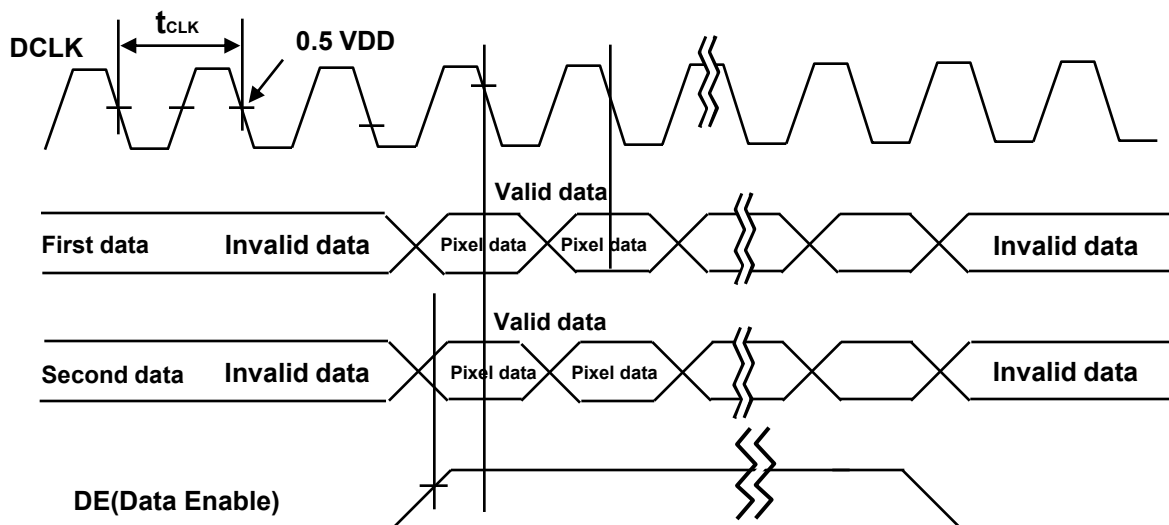 tCLK
DCLK
0.5 VDD
Valid data
First data
Invalid data
Pixel data
Pixel data
Invalid data
Valid data
Second data
Invalid data
Pixel data
Pixel data
Invalid data
DE(Data Enable)